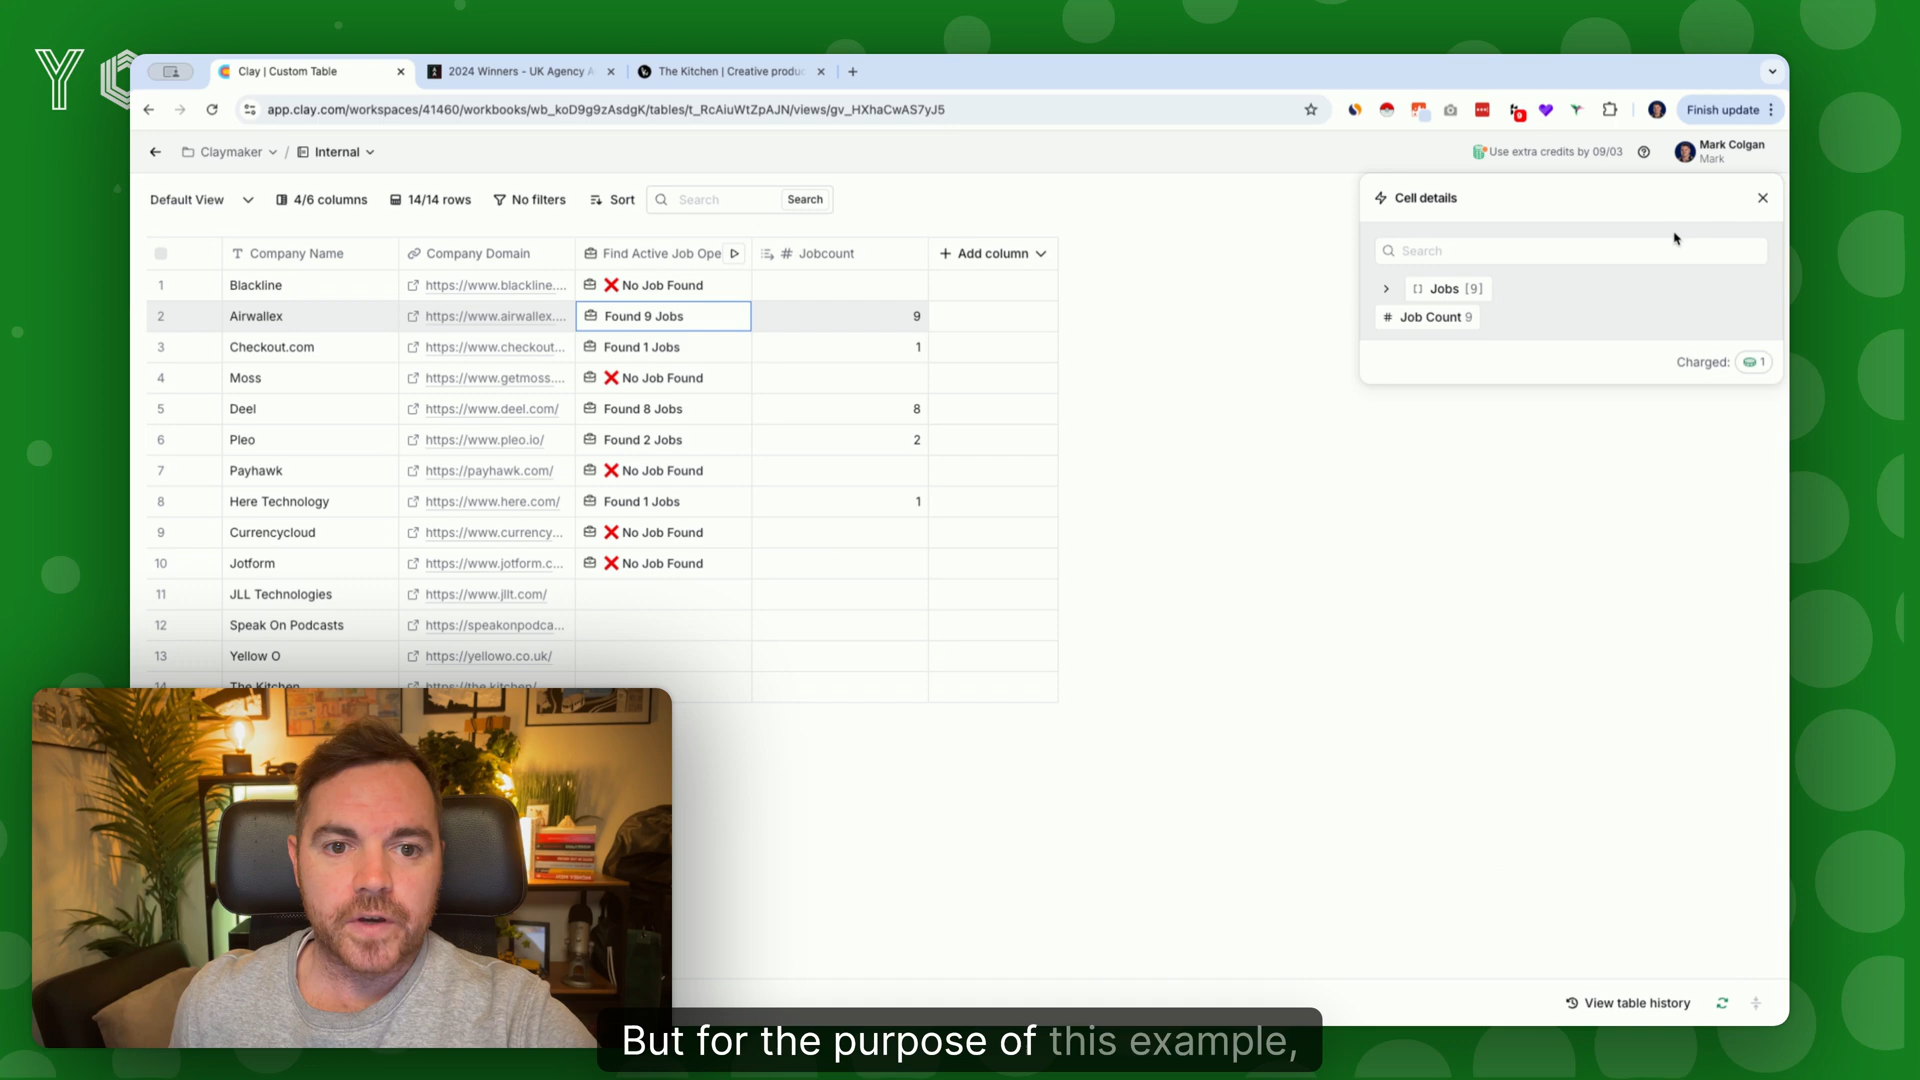 Y
Clay | Custom Table
2024 Winners - UK Agency A
The Kitchen | Creative produc
app.clay.com/workspaces/41460/workbooks/wb_koD9g9zAsdgK/tables/t_RcAiuWtZpAJN/views/gv_HXhaCwAS7yJ5
9
Finish update
Claymaker / Internal
Use extra credits by 09/03
Mark Colgan
Mark
Default View
4/6 columns
14/14 rows
No filters
Sort
Search
Search
Cell details
Search
Jobs [9]
Job Count 9
Charged: 1
Company Name
Company Domain
Find Active Job Ope
Jobcount
Add column
1 Blackline https://www.blackline.... ❌ No Job Found
2 Airwallex https://www.airwallex.... Found 9 Jobs 9
3 Checkout.com https://www.checkout... Found 1 Jobs 1
4 Moss https://www.getmoss.... ❌ No Job Found
5 Deel https://www.deel.com/ Found 8 Jobs 8
6 Pleo https://www.pleo.io/ Found 2 Jobs 2
7 Payhawk https://payhawk.com/ ❌ No Job Found
8 Here Technology https://www.here.com/ Found 1 Jobs 1
9 Currencycloud https://www.currency... ❌ No Job Found
10 Jotform https://www.jotform.c... ❌ No Job Found
11 JLL Technologies https://www.jllt.com/
12 Speak On Podcasts https://speakonpodca...
13 Yellow O https://yellowo.co.uk/
14 The Kitchen https://the.kitchen/
View table history
But for the purpose of this example,